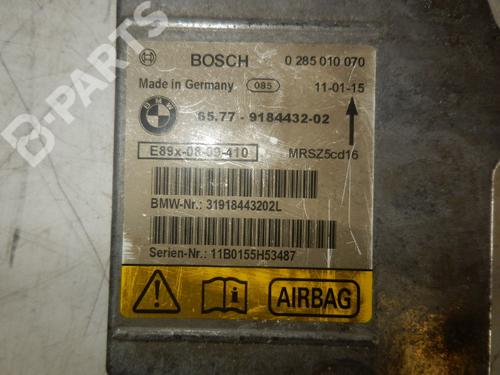 B-PARTS
BOSCH 0 285 010 070
Made in Germany 085 11-01-15
BMW 65.77 - 9184432-02
E89x-08-09-410 MRSZ5cd16
BMW-Nr.: 31918443202L
Serien-Nr.: 11B0155H53487
AIRBAG